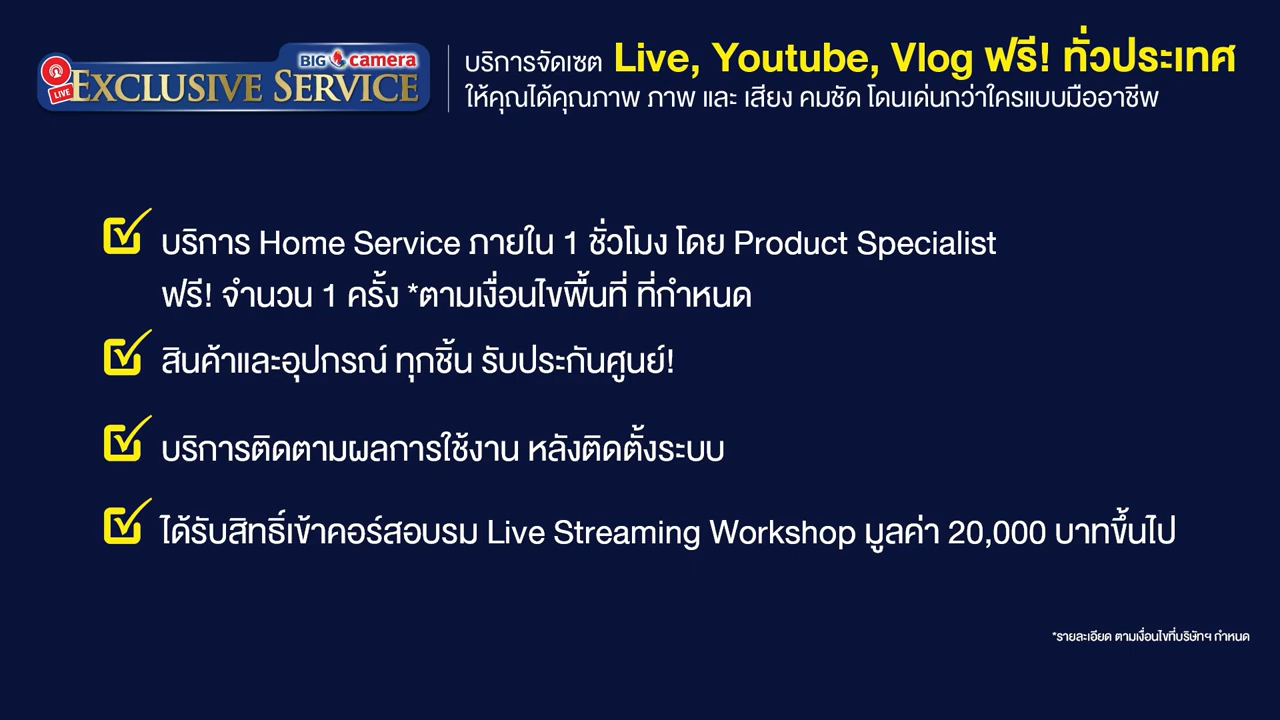 BIG camera
EXCLUSIVE SERVICE
LIVE
บริการจัดเซต Live, Youtube, Vlog ฟรี! ทั่วประเทศ
ให้คุณได้คุณภาพ ภาพ และ เสียง คมชัด โดนเด่นกว่าใครแบบมืออาชีพ
บริการ Home Service ภายใน 1 ชั่วโมง โดย Product Specialist
ฟรี! จำนวน 1 ครั้ง *ตามเงื่อนไขพื้นที่ ที่กำหนด
สินค้าและอุปกรณ์ ทุกชิ้น รับประกันศูนย์!
บริการติดตามผลการใช้งาน หลังติดตั้งระบบ
ได้รับสิทธิ์เข้าคอร์สอบรม Live Streaming Workshop มูลค่า 20,000 บาทขึ้นไป
*รายละเอียด ตามเงื่อนไขที่บริษัทฯ กำหนด